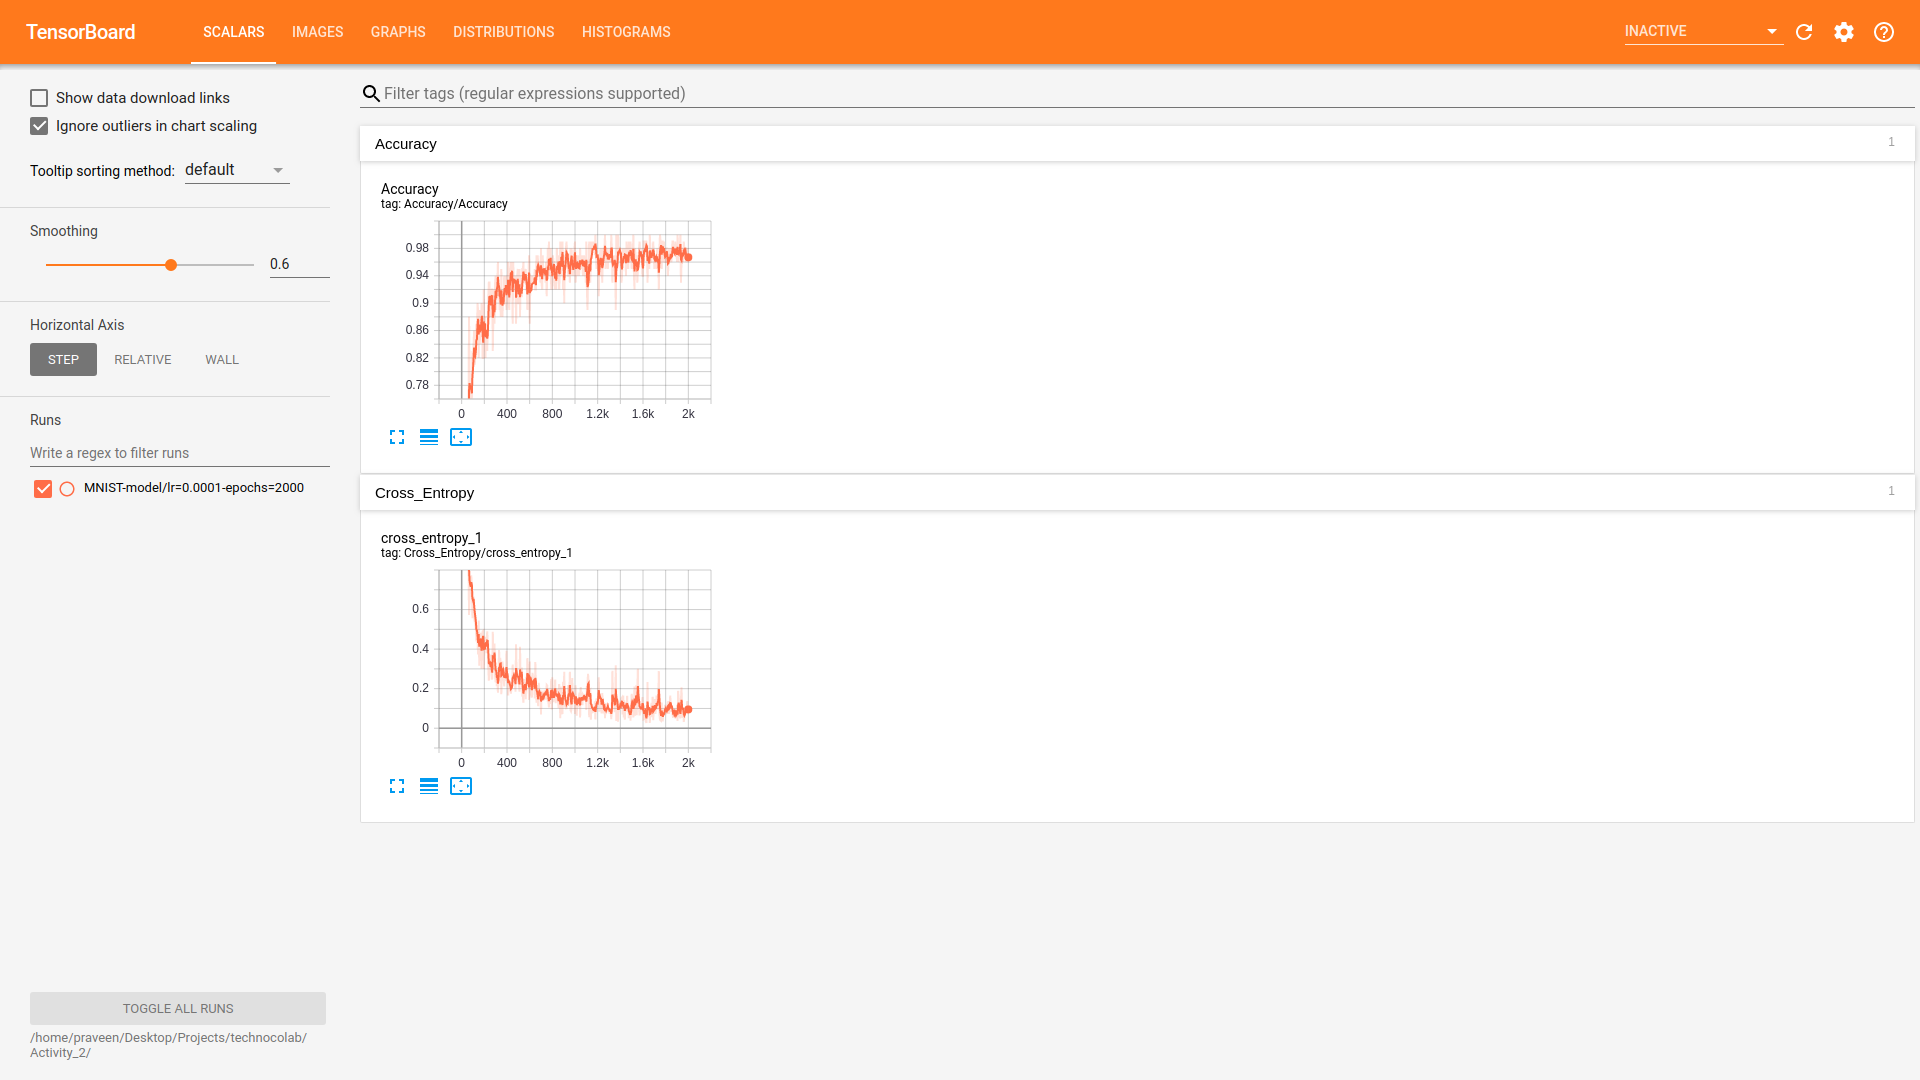 TensorBoard
SCALARS IMAGES GRAPHS DISTRIBUTIONS HISTOGRAMS
INACTIVE
Show data download links
Ignore outliers in chart scaling
Tooltip sorting method: default
Smoothing
0.6
Horizontal Axis
STEP RELATIVE WALL
Runs
Write a regex to filter runs
MNIST-model/lr=0.0001-epochs=2000
TOGGLE ALL RUNS
/home/praveen/Desktop/Projects/technocolab/
Activity_2/
Filter tags (regular expressions supported)
Accuracy 1
Accuracy
tag: Accuracy/Accuracy
0.98
0.94
0.9
0.86
0.82
0.78
0 400 800 1.2k 1.6k 2k
Cross_Entropy 1
cross_entropy_1
tag: Cross_Entropy/cross_entropy_1
0.6
0.4
0.2
0
0 400 800 1.2k 1.6k 2k